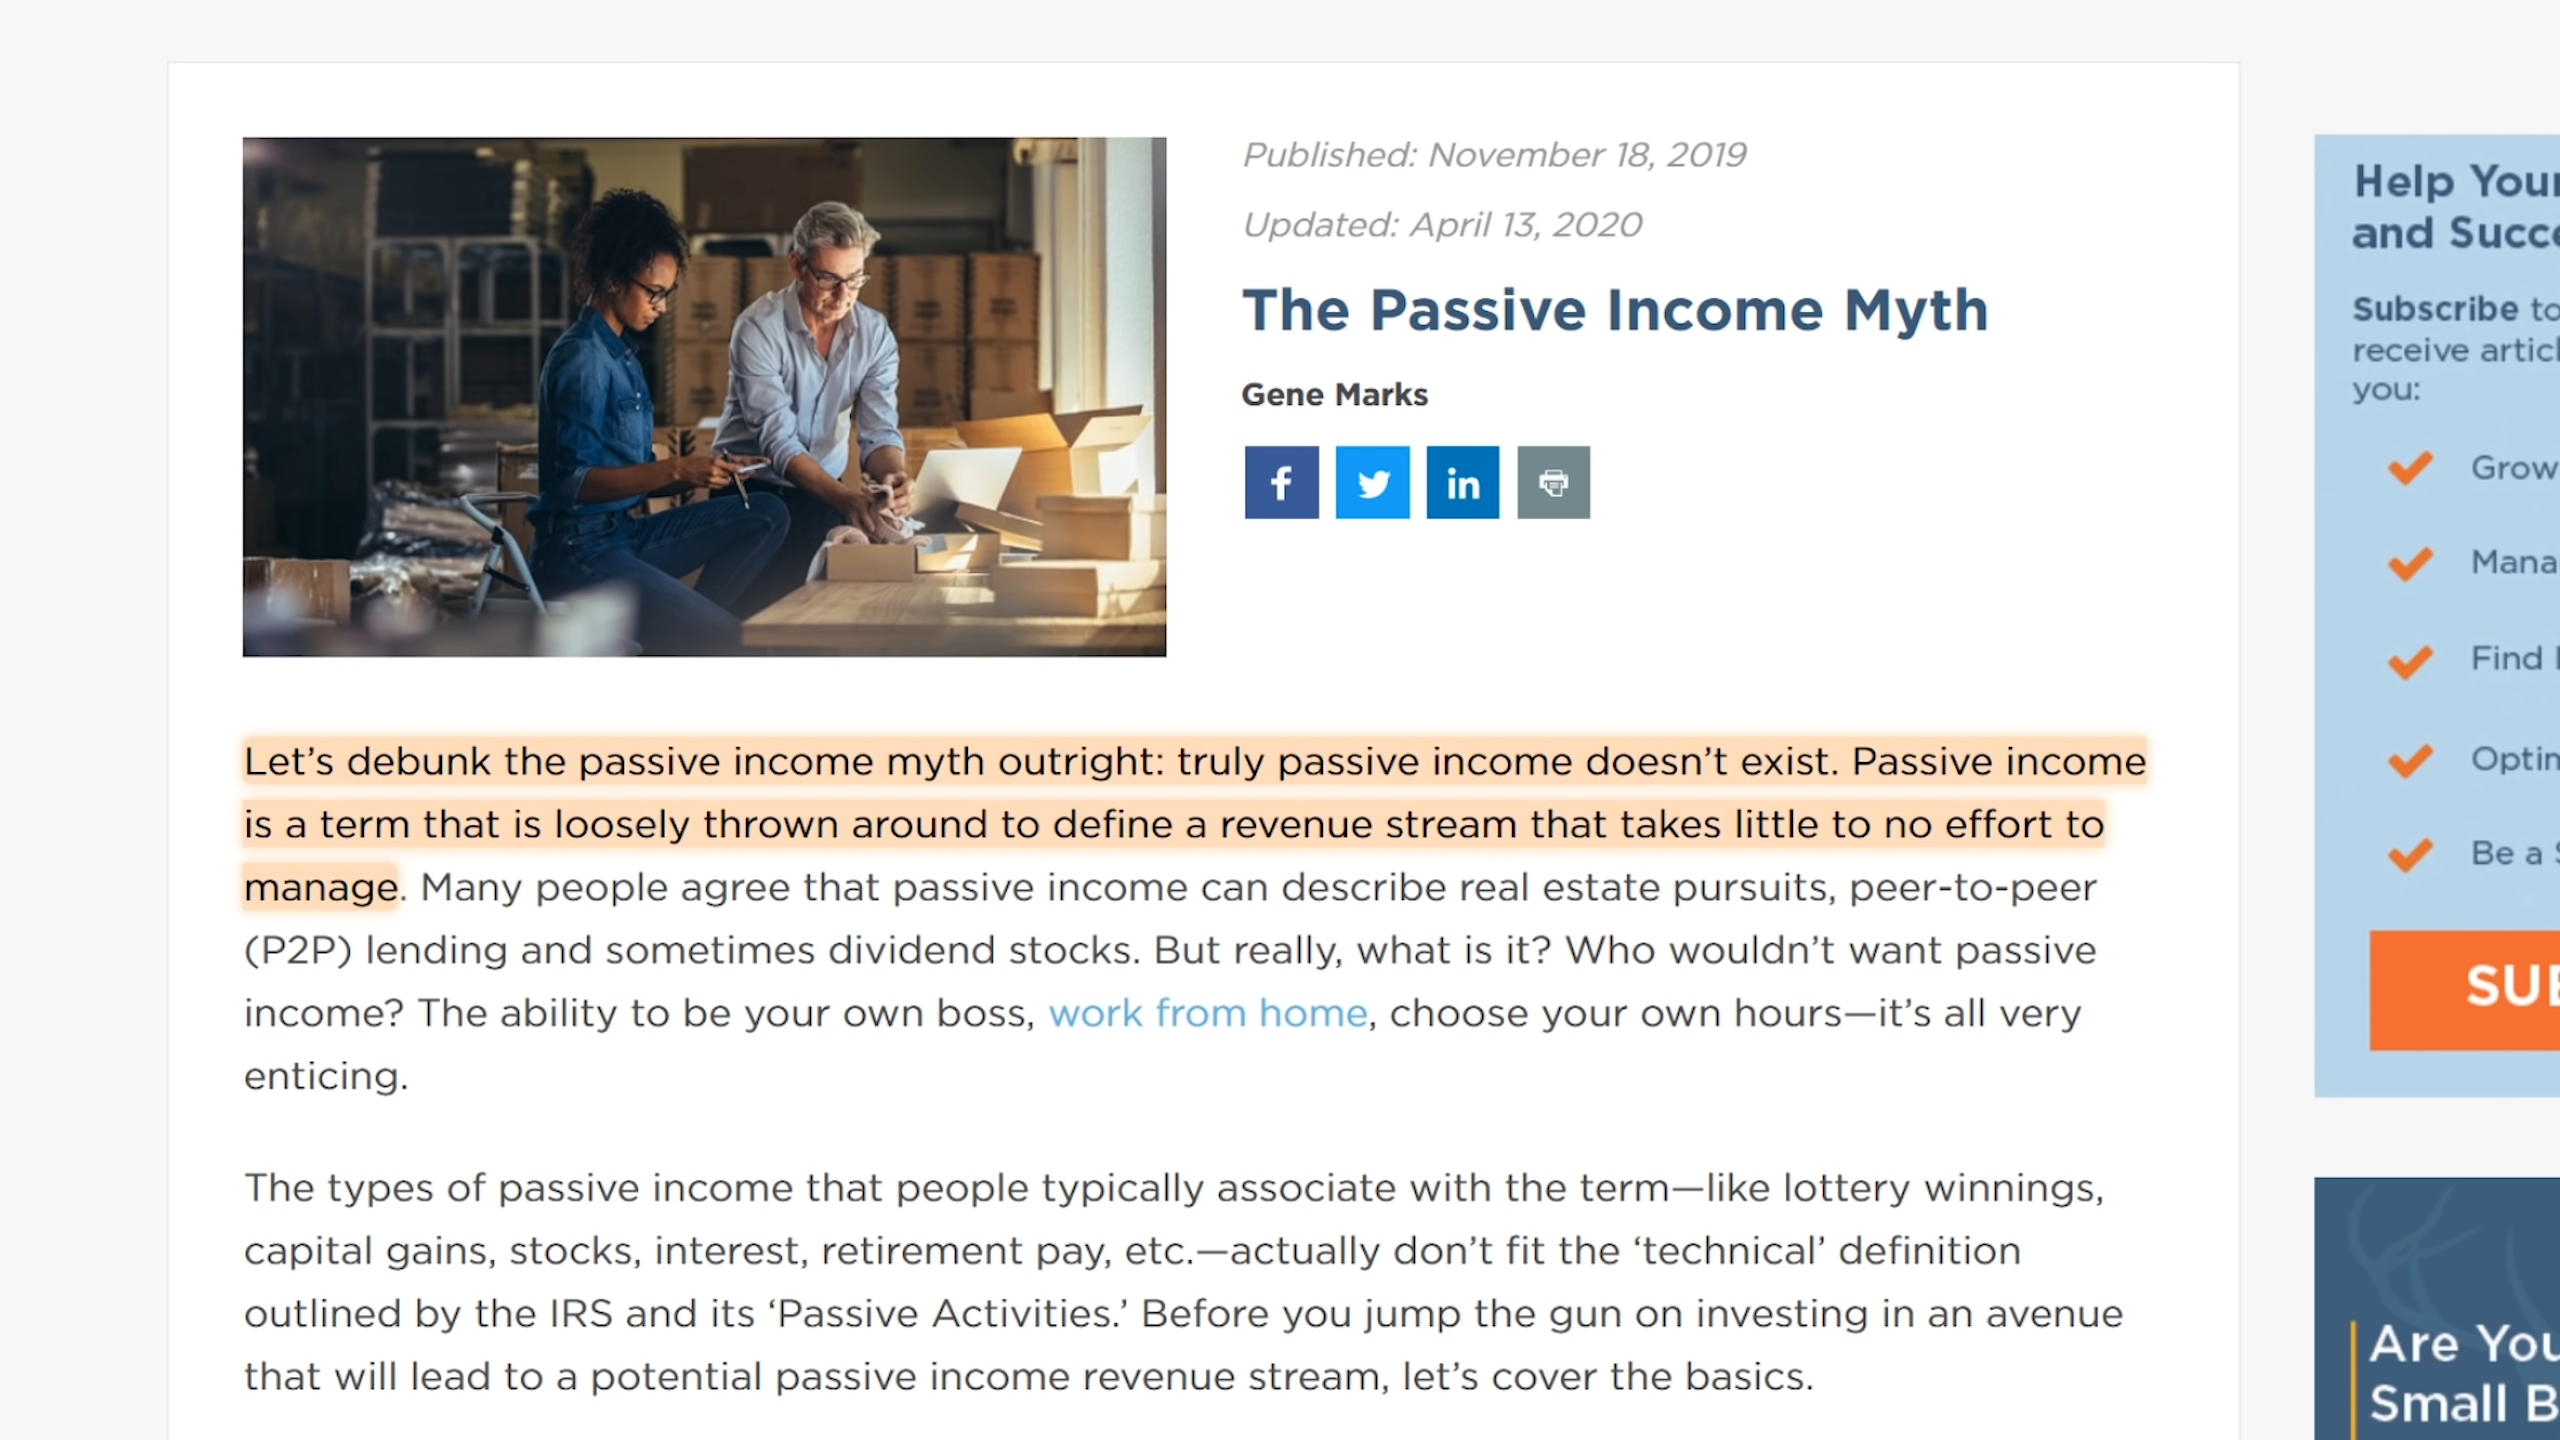 Published: November 18, 2019
Updated: April 13, 2020
The Passive Income Myth
Gene Marks
Let’s debunk the passive income myth outright: truly passive income doesn’t exist. Passive income
is a term that is loosely thrown around to define a revenue stream that takes little to no effort to
manage. Many people agree that passive income can describe real estate pursuits, peer-to-peer
(P2P) lending and sometimes dividend stocks. But really, what is it? Who wouldn’t want passive
income? The ability to be your own boss, work from home, choose your own hours—it’s all very
enticing.
The types of passive income that people typically associate with the term—like lottery winnings,
capital gains, stocks, interest, retirement pay, etc.—actually don’t fit the ‘technical’ definition
outlined by the IRS and its ‘Passive Activities.’ Before you jump the gun on investing in an avenue
that will lead to a potential passive income revenue stream, let’s cover the basics.
Help Your
and
Subscribe to
receive
you:
Grow
Find
Be a
Are You
Small